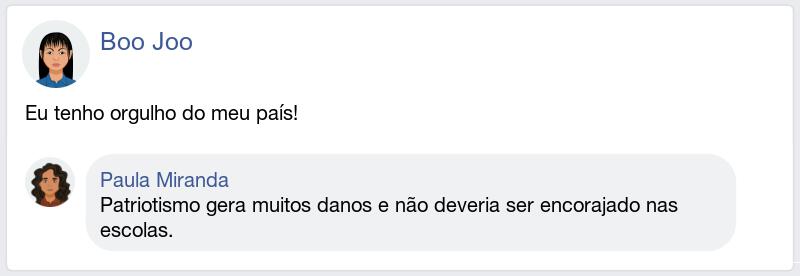 Boo Joo
Eu tenho orgulho do meu país!
Paula Miranda
Patriotismo gera muitos danos e não deveria ser encorajado nas
escolas.